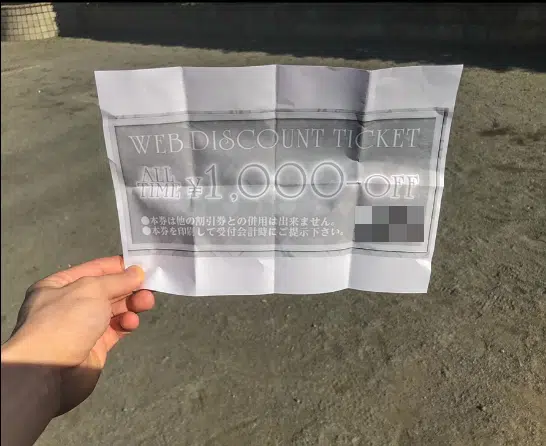 WEB DISCOUNT TICKET
ALL TIME ¥1,000-OFF
●本券は他の割引券との併用は出来ません。
●本券を印刷して受付会計時にご提示下さい。